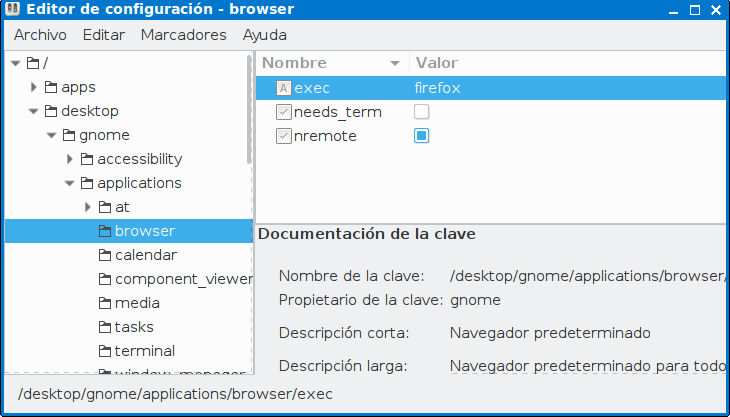 Editor de configuración - browser
Archivo Editar Marcadores Ayuda
/
apps
desktop
gnome
accessibility
applications
at
browser
calendar
component_viewer
media
tasks
terminal
window_manager
Nombre Valor
A exec firefox
needs_term
nremote
Documentación de la clave
Nombre de la clave: /desktop/gnome/applications/browser/
Propietario de la clave: gnome
Descripción corta: Navegador predeterminado
Descripción larga: Navegador predeterminado para todo
/desktop/gnome/applications/browser/exec